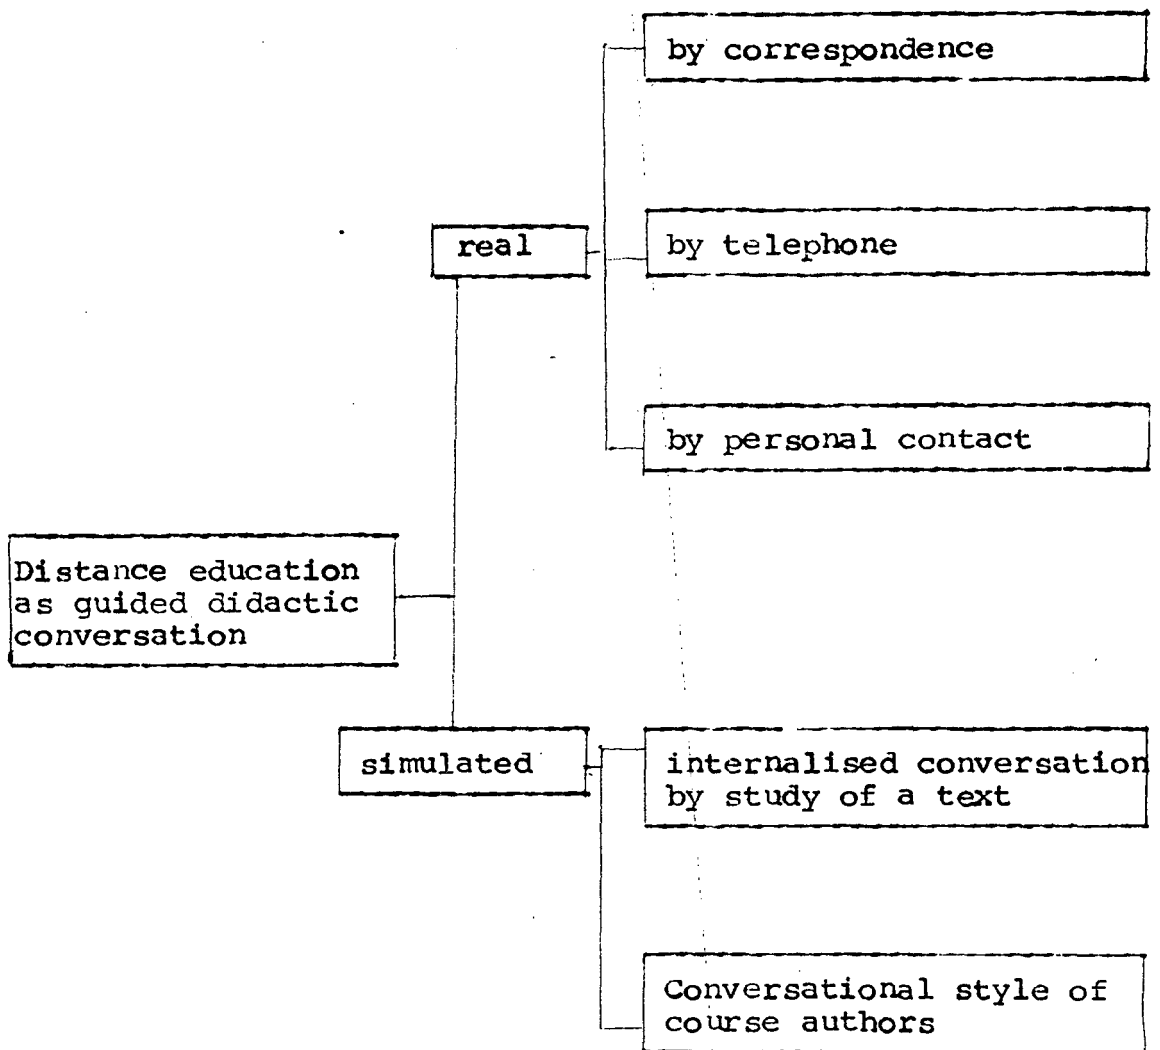 by correspondence
by telephone
real
by personal contact
Distance education
as guided didactic
conversation
simulated
internalised conversation
by study of a text
Conversational style of
course authors